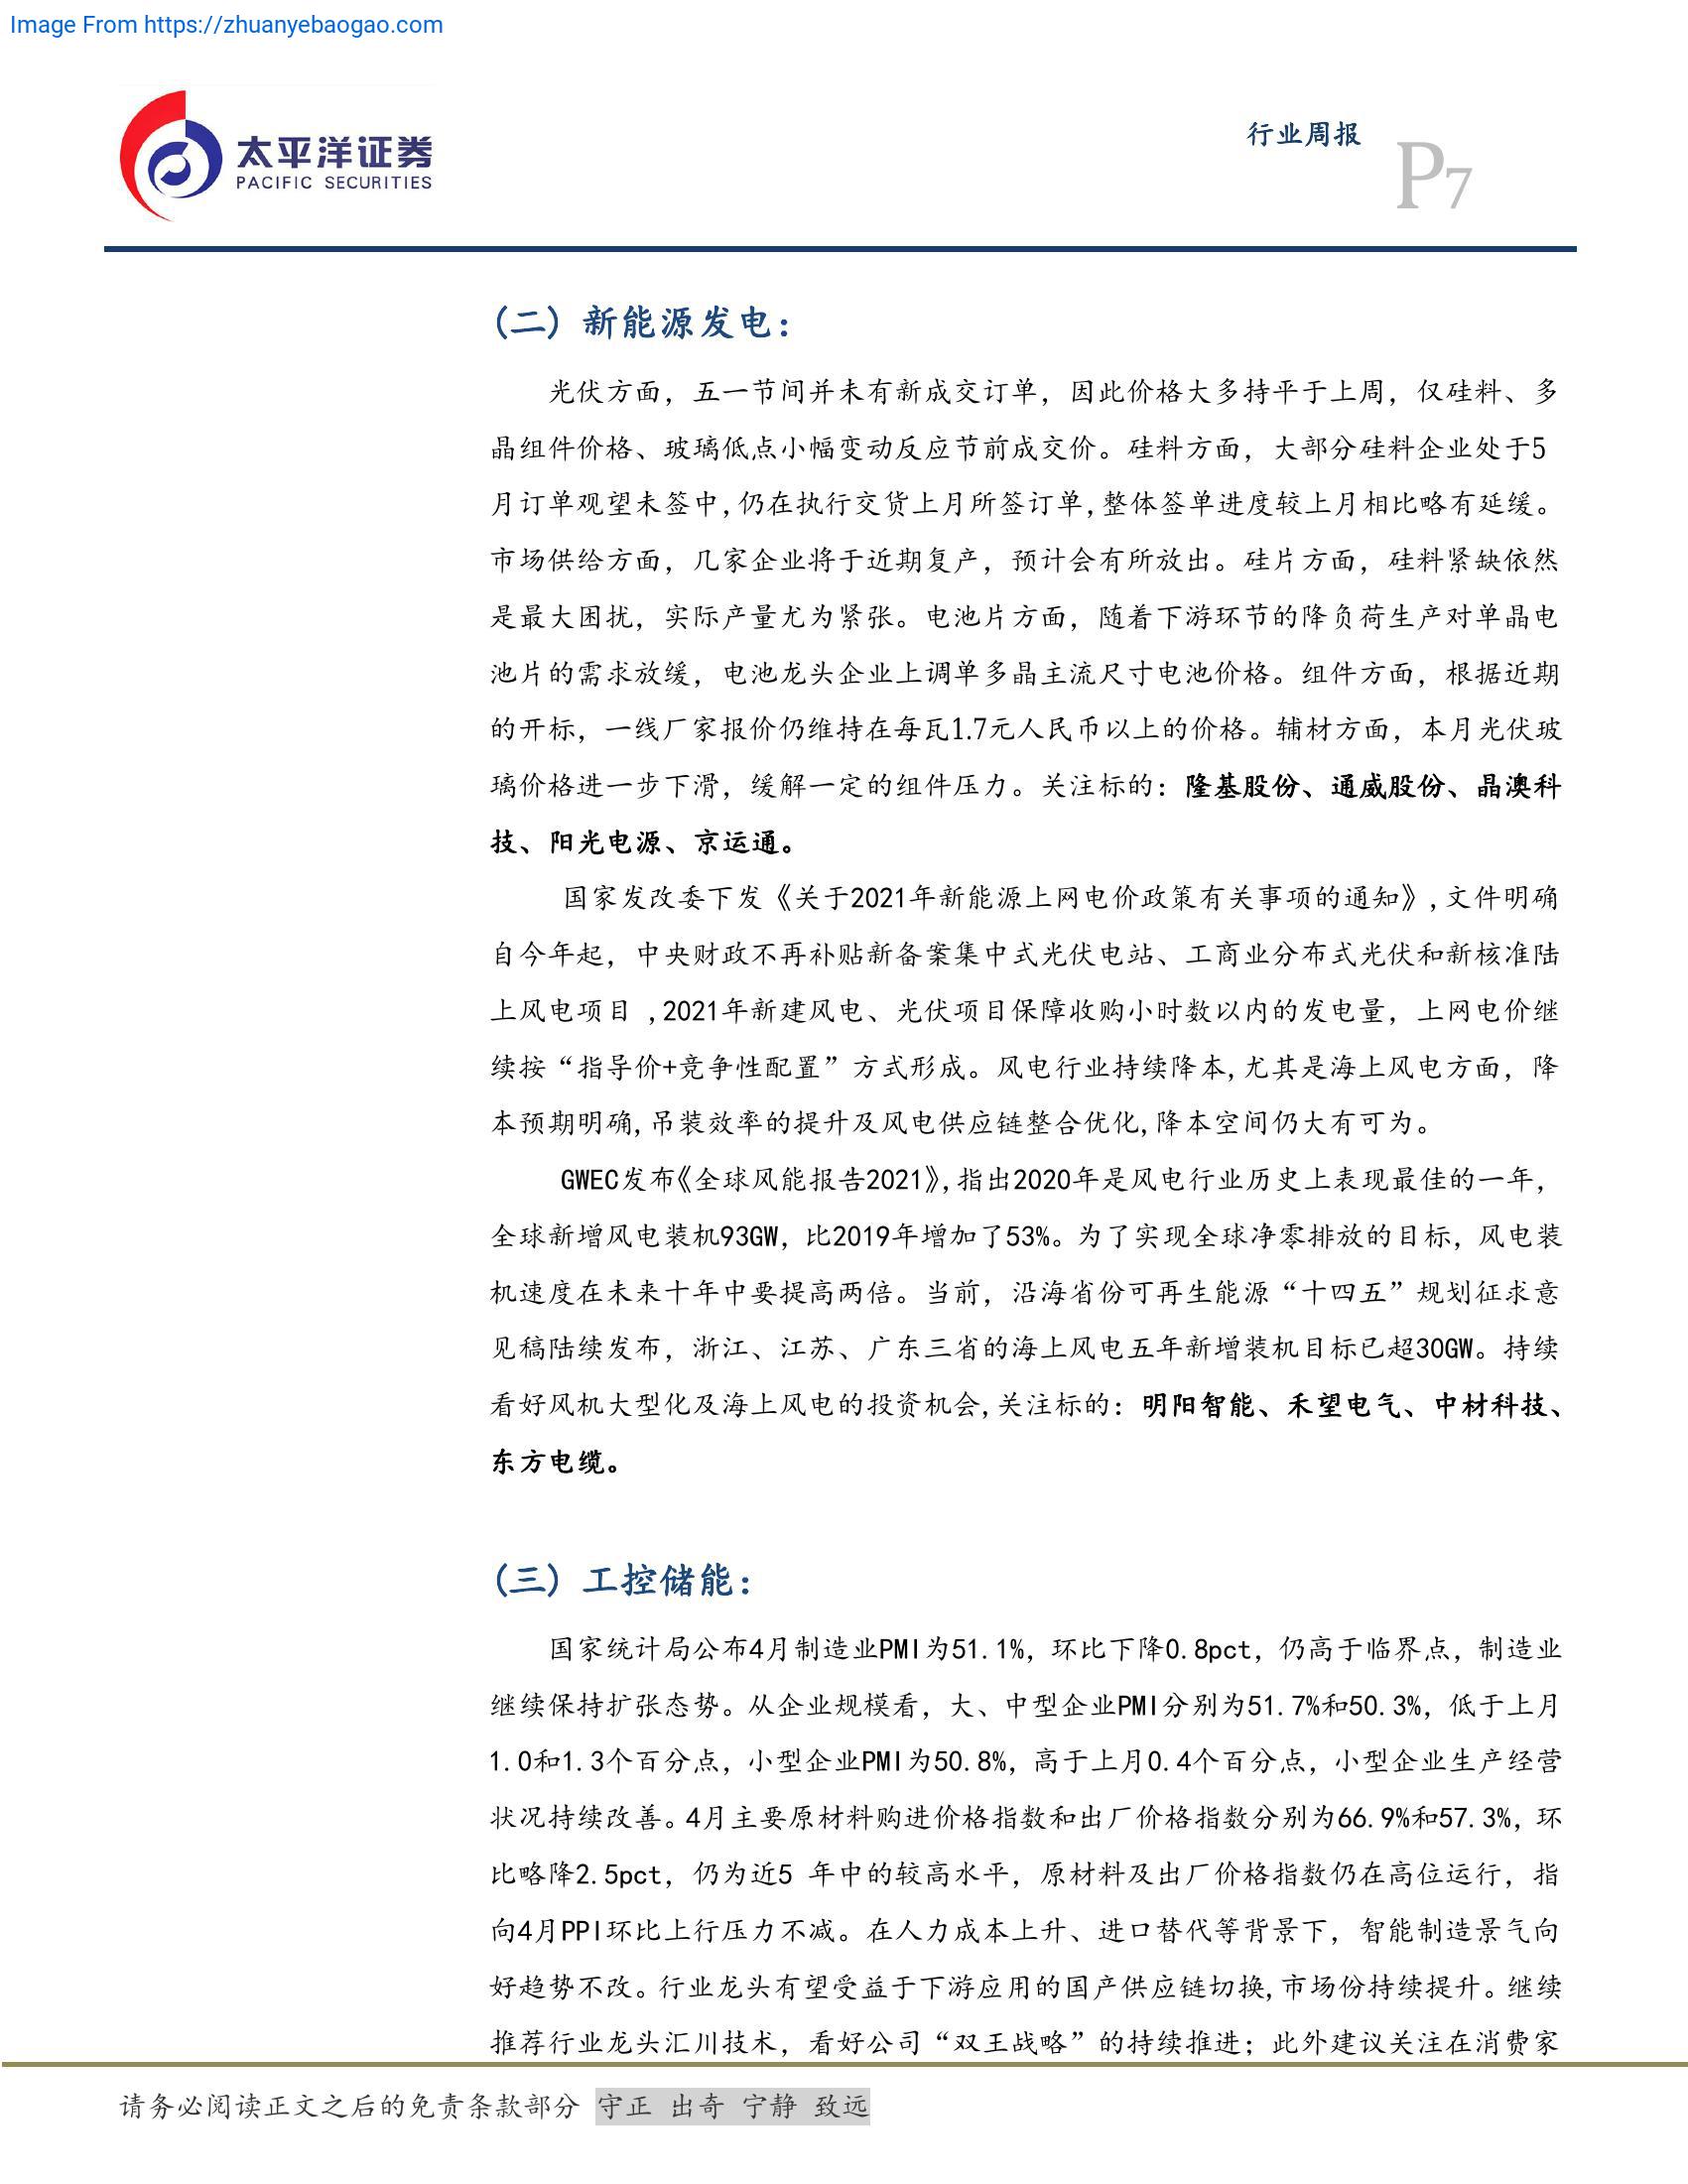 Image From https://zhuanyebaogao.com
太平洋证券
PACIFIC SECURITIES
行业周报
P7
(二) 新能源发电：
光伏方面，五一节间并未有新成交订单，因此价格大多持平于上周，仅硅料、多
晶组件价格、玻璃低点小幅变动反应节前成交价。硅料方面，大部分硅料企业处于5
月订单观望未签中,仍在执行交货上月所签订单,整体签单进度较上月相比略有延缓。
市场供给方面，几家企业将于近期复产，预计会有所放出。硅片方面，硅料紧缺依然
是最大困扰，实际产量尤为紧张。电池片方面，随着下游环节的降负荷生产对单晶电
池片的需求放缓，电池龙头企业上调单多晶主流尺寸电池价格。组件方面，根据近期
的开标，一线厂家报价仍维持在每瓦1.7元人民币以上的价格。辅材方面，本月光伏玻
璃价格进一步下滑，缓解一定的组件压力。关注标的：隆基股份、通威股份、晶澳科
技、阳光电源、京运通。
国家发改委下发《关于2021年新能源上网电价政策有关事项的通知》,文件明确
自今年起，中央财政不再补贴新备案集中式光伏电站、工商业分布式光伏和新核准陆
上风电项目 ,2021年新建风电、光伏项目保障收购小时数以内的发电量，上网电价继
续按“指导价+竞争性配置”方式形成。风电行业持续降本,尤其是海上风电方面，降
本预期明确,吊装效率的提升及风电供应链整合优化,降本空间仍大有可为。
GWEC发布《全球风能报告2021》,指出2020年是风电行业历史上表现最佳的一年，
全球新增风电装机93GW，比2019年增加了53%。为了实现全球净零排放的目标，风电装
机速度在未来十年中要提高两倍。当前，沿海省份可再生能源“十四五”规划征求意
见稿陆续发布，浙江、江苏、广东三省的海上风电五年新增装机目标已超30GW。持续
看好风机大型化及海上风电的投资机会,关注标的：明阳智能、禾望电气、中材科技、
东方电缆。
(三) 工控储能：
国家统计局公布4月制造业PMI为51.1%，环比下降0.8pct，仍高于临界点，制造业
继续保持扩张态势。从企业规模看，大、中型企业PMI分别为51.7%和50.3%，低于上月
1.0和1.3个百分点，小型企业PMI为50.8%，高于上月0.4个百分点，小型企业生产经营
状况持续改善。4月主要原材料购进价格指数和出厂价格指数分别为66.9%和57.3%，环
比略降2.5pct，仍为近5 年中的较高水平，原材料及出厂价格指数仍在高位运行，指
向4月PPI环比上行压力不减。在人力成本上升、进口替代等背景下，智能制造景气向
好趋势不改。行业龙头有望受益于下游应用的国产供应链切换,市场份持续提升。继续
推荐行业龙头汇川技术，看好公司“双王战略”的持续推进；此外建议关注在消费家
请务必阅读正文之后的免责条款部分 守正 出奇 宁静 致远